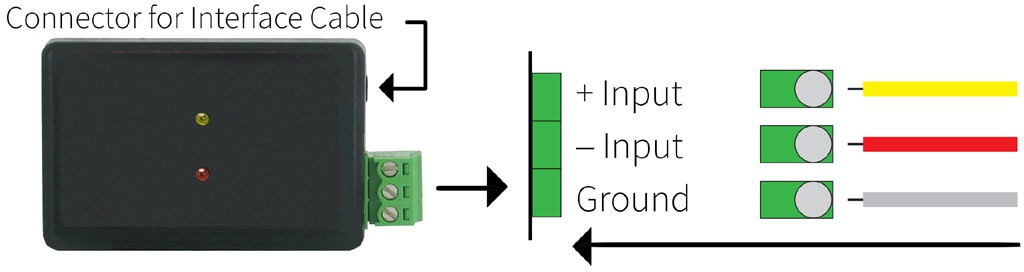 Connector for Interface Cable
+ Input
– Input
Ground